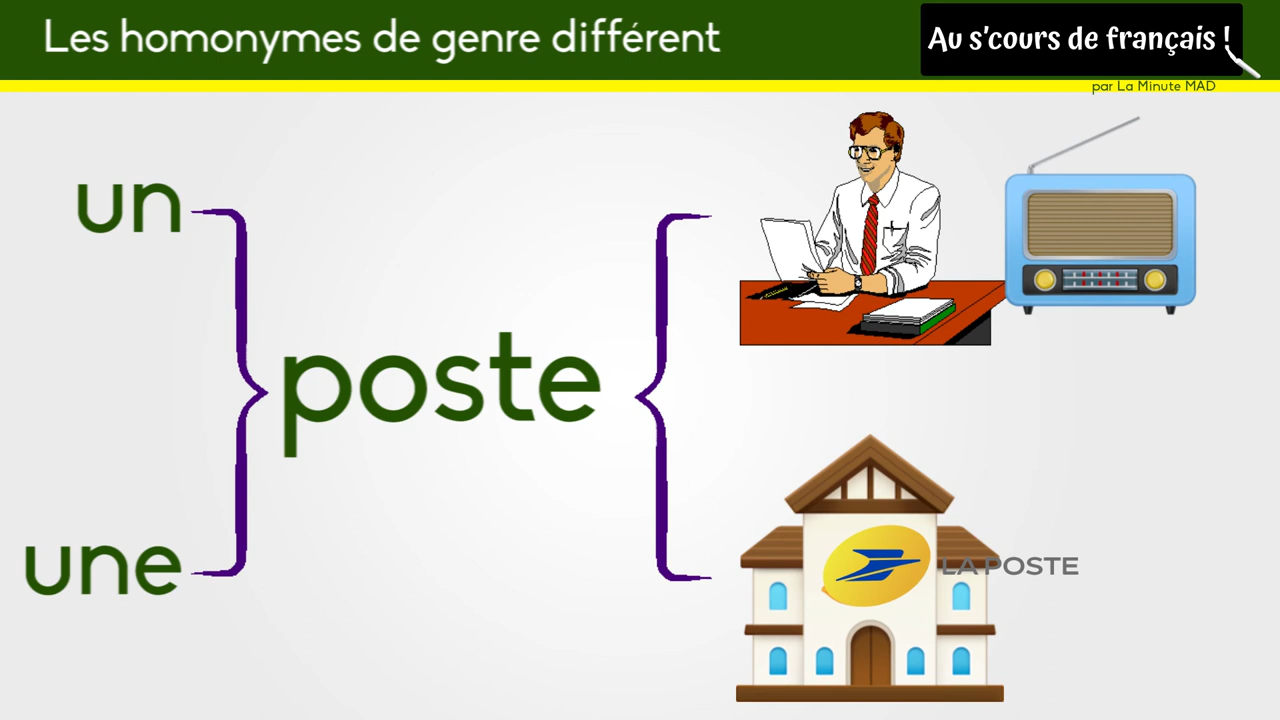 Les homonymes de genre différent
Au s'cours de français !
par La Minute MAD
un
poste
une
LA POSTE